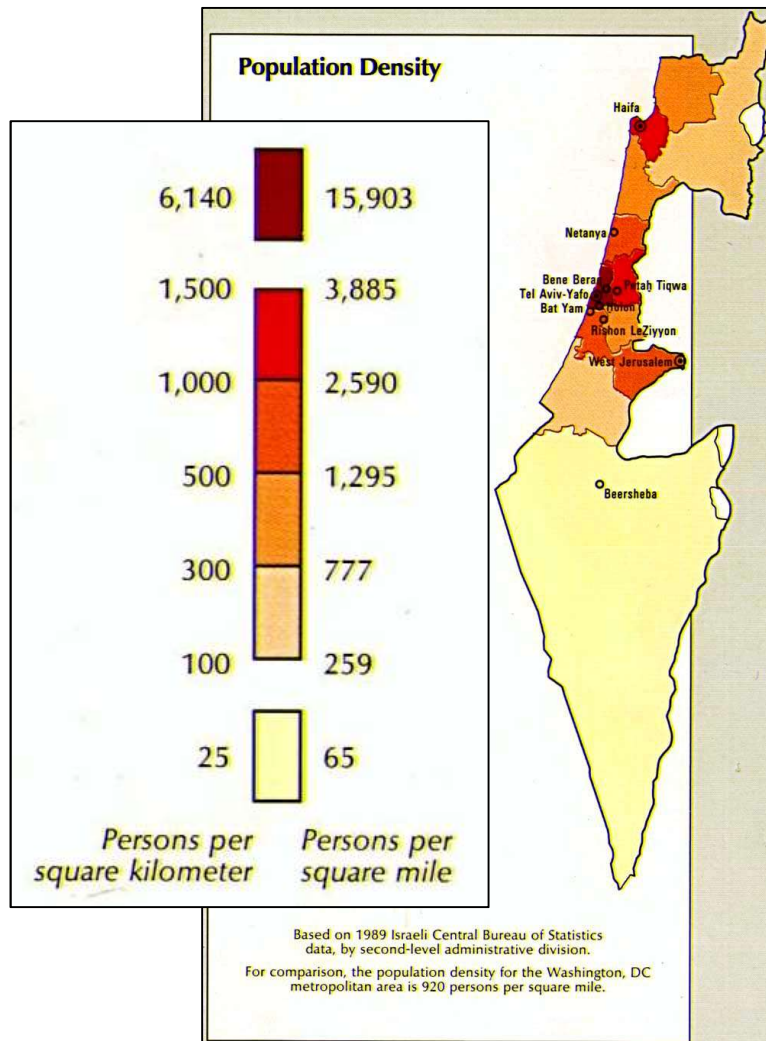 Population Density
Haifa
Netanya
Bene Beraq
Petaḥ Tiqwa
Tel Aviv-Yafo
Holon
Bat Yam
Rishon LeẔiyyon
West Jerusalem
Beersheba
6,140 15,903
1,500 3,885
1,000 2,590
500 1,295
300 777
100 259
25 65
Persons per square kilometer
Persons per square mile
Based on 1989 Israeli Central Bureau of Statistics
data, by second-level administrative division.
For comparison, the population density for the Washington, DC
metropolitan area is 920 persons per square mile.